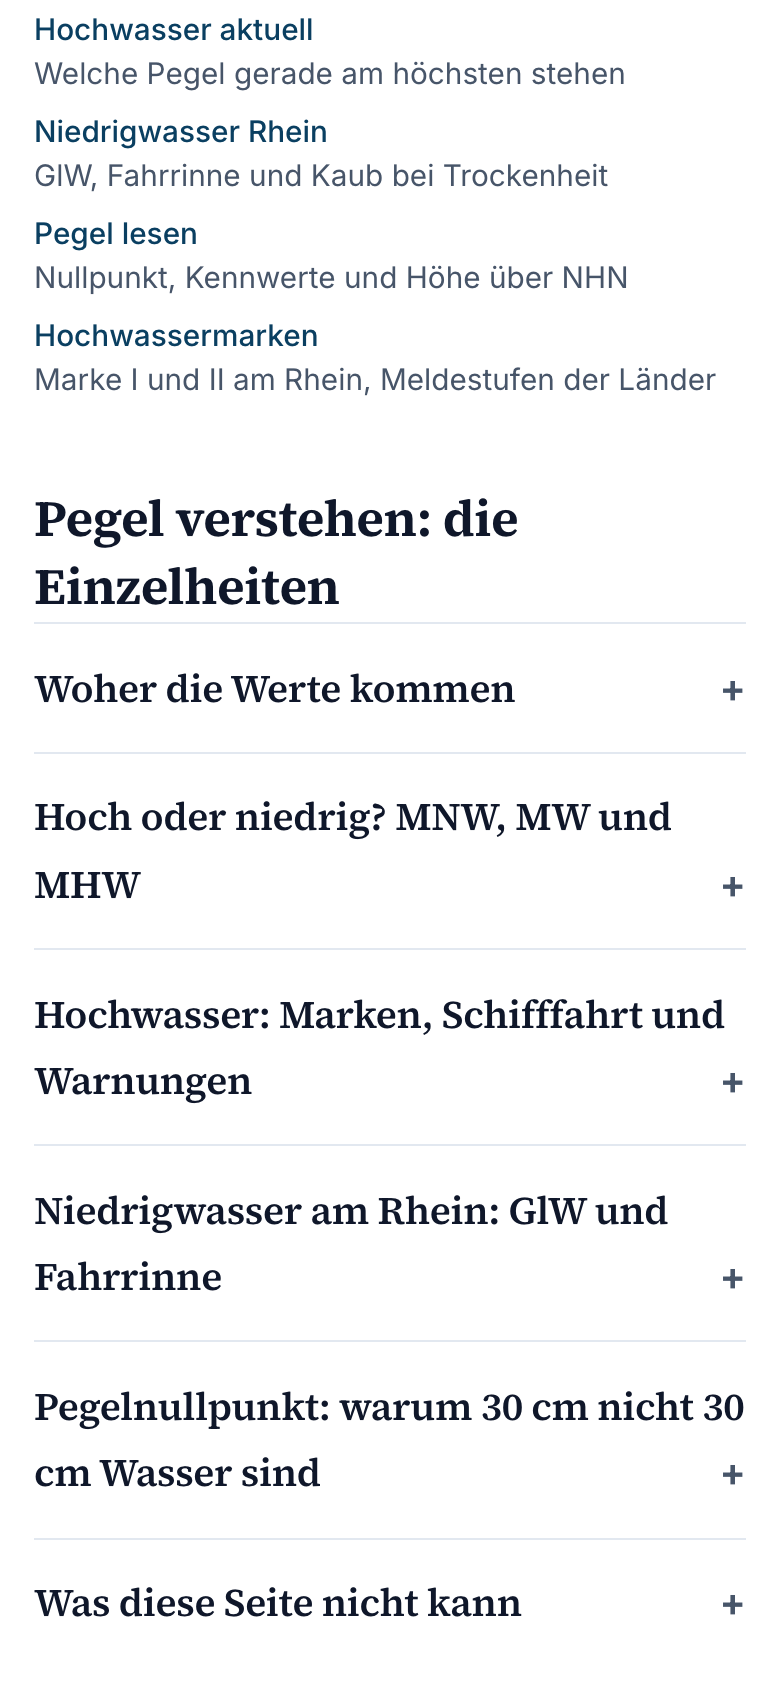 Hochwasser aktuell
Welche Pegel gerade am höchsten stehen
Niedrigwasser Rhein
GlW, Fahrrinne und Kaub bei Trockenheit
Pegel lesen
Nullpunkt, Kennwerte und Höhe über NHN
Hochwassermarken
Marke I und II am Rhein, Meldestufen der Länder
Pegel verstehen: die
Einzelheiten
Woher die Werte kommen +
Hoch oder niedrig? MNW, MW und
MHW +
Hochwasser: Marken, Schifffahrt und
Warnungen +
Niedrigwasser am Rhein: GlW und
Fahrrinne +
Pegelnullpunkt: warum 30 cm nicht 30
cm Wasser sind +
Was diese Seite nicht kann +